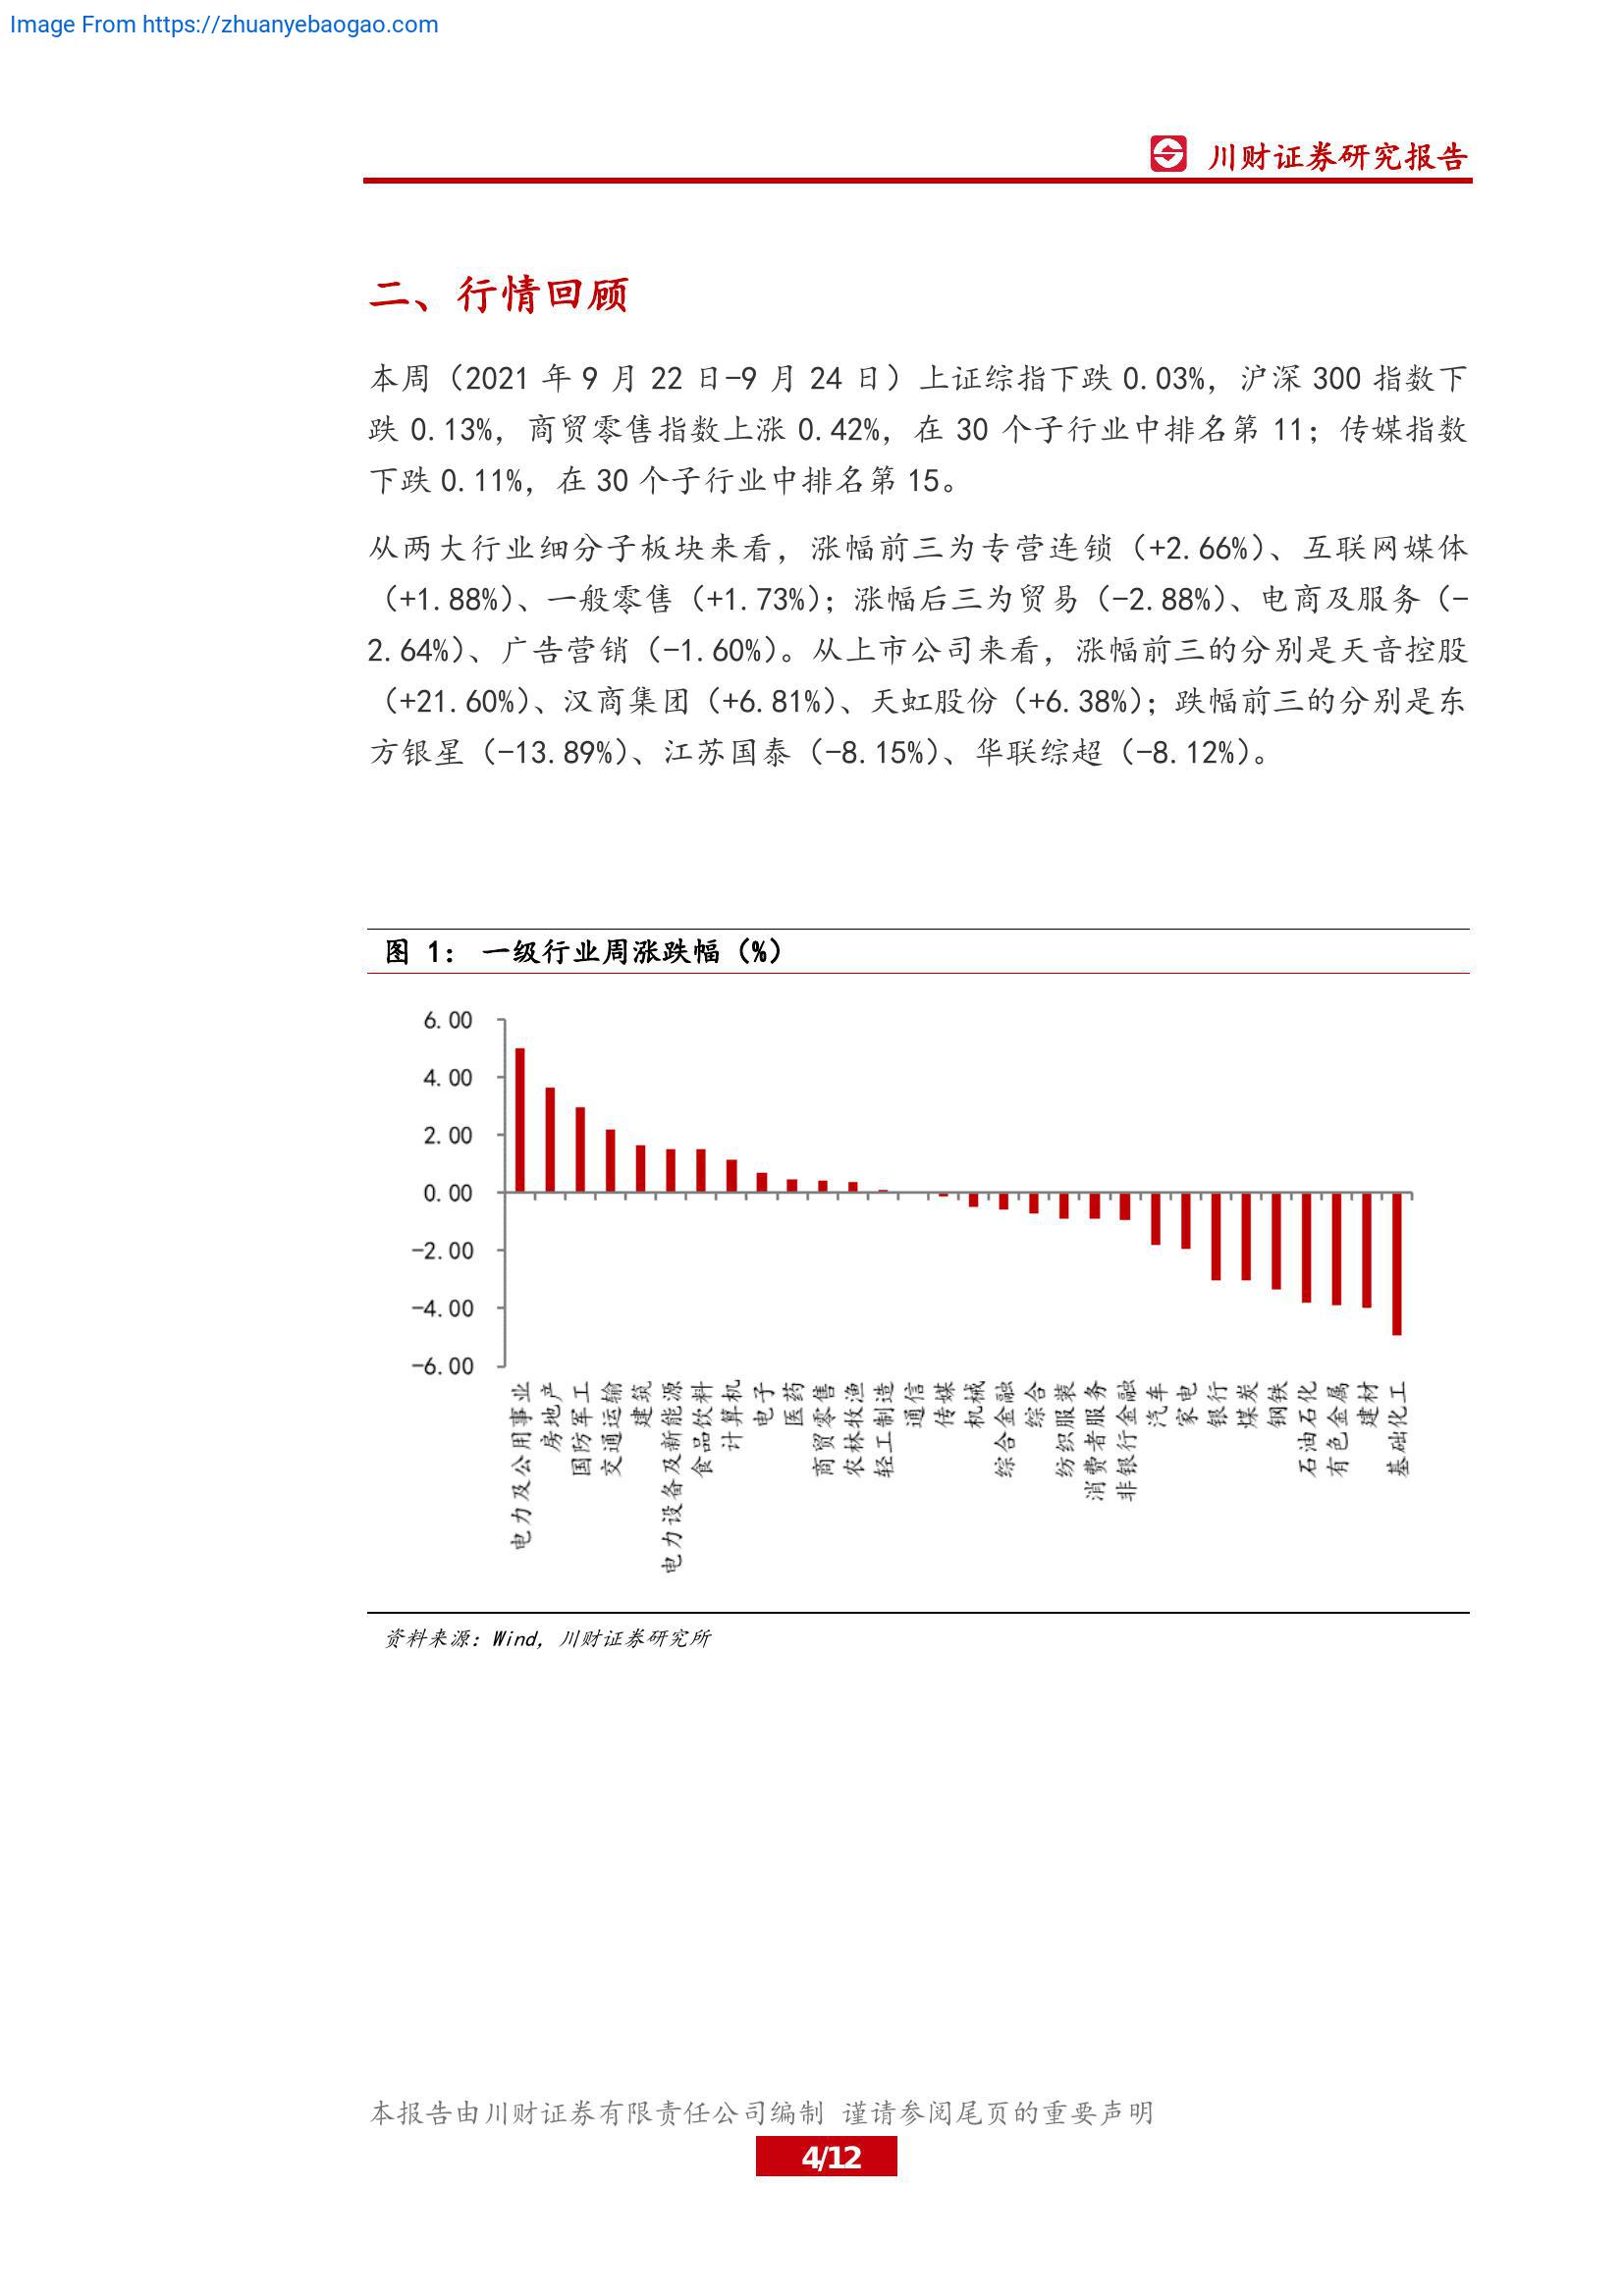 Image From https://zhuanyebaogao.com
川财证券研究报告
二、行情回顾
本周（2021 年 9 月 22 日-9 月 24 日）上证综指下跌 0.03%，沪深 300 指数下
跌 0.13%，商贸零售指数上涨 0.42%，在 30 个子行业中排名第 11；传媒指数
下跌 0.11%，在 30 个子行业中排名第 15。
从两大行业细分子板块来看，涨幅前三为专营连锁（+2.66%）、互联网媒体
（+1.88%）、一般零售（+1.73%）；涨幅后三为贸易（-2.88%）、电商及服务（-
2.64%）、广告营销（-1.60%）。从上市公司来看，涨幅前三的分别是天音控股
（+21.60%）、汉商集团（+6.81%）、天虹股份（+6.38%）；跌幅前三的分别是东
方银星（-13.89%）、江苏国泰（-8.15%）、华联综超（-8.12%）。
图 1： 一级行业周涨跌幅（%）
6.00
4.00
2.00
0.00
-2.00
-4.00
-6.00
电力及公用事业
房地产
国防军工
交通运输
建筑
电力设备及新能源
食品饮料
计算机
电子
医药
商贸零售
农林牧渔
轻工制造
通信
传媒
机械
综合金融
综合
纺织服装
消费者服务
非银行金融
汽车
家电
银行
煤炭
钢铁
石油石化
有色金属
建材
基础化工
资料来源：Wind，川财证券研究所
本报告由川财证券有限责任公司编制 谨请参阅尾页的重要声明
4/12